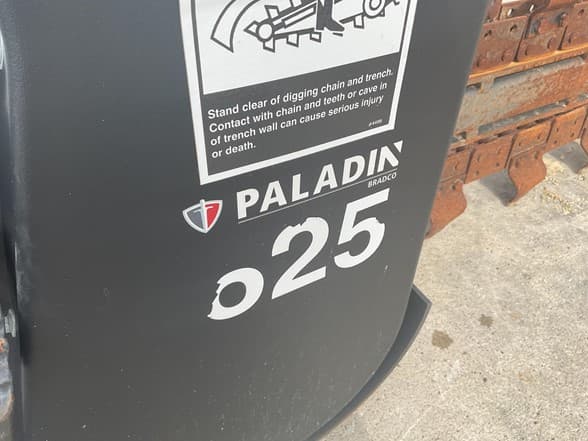 Stand clear of digging chain and trench.
Contact with chain and teeth or cave in
of trench wall can cause serious injury
or death.
PALADIN
BRADCO
625